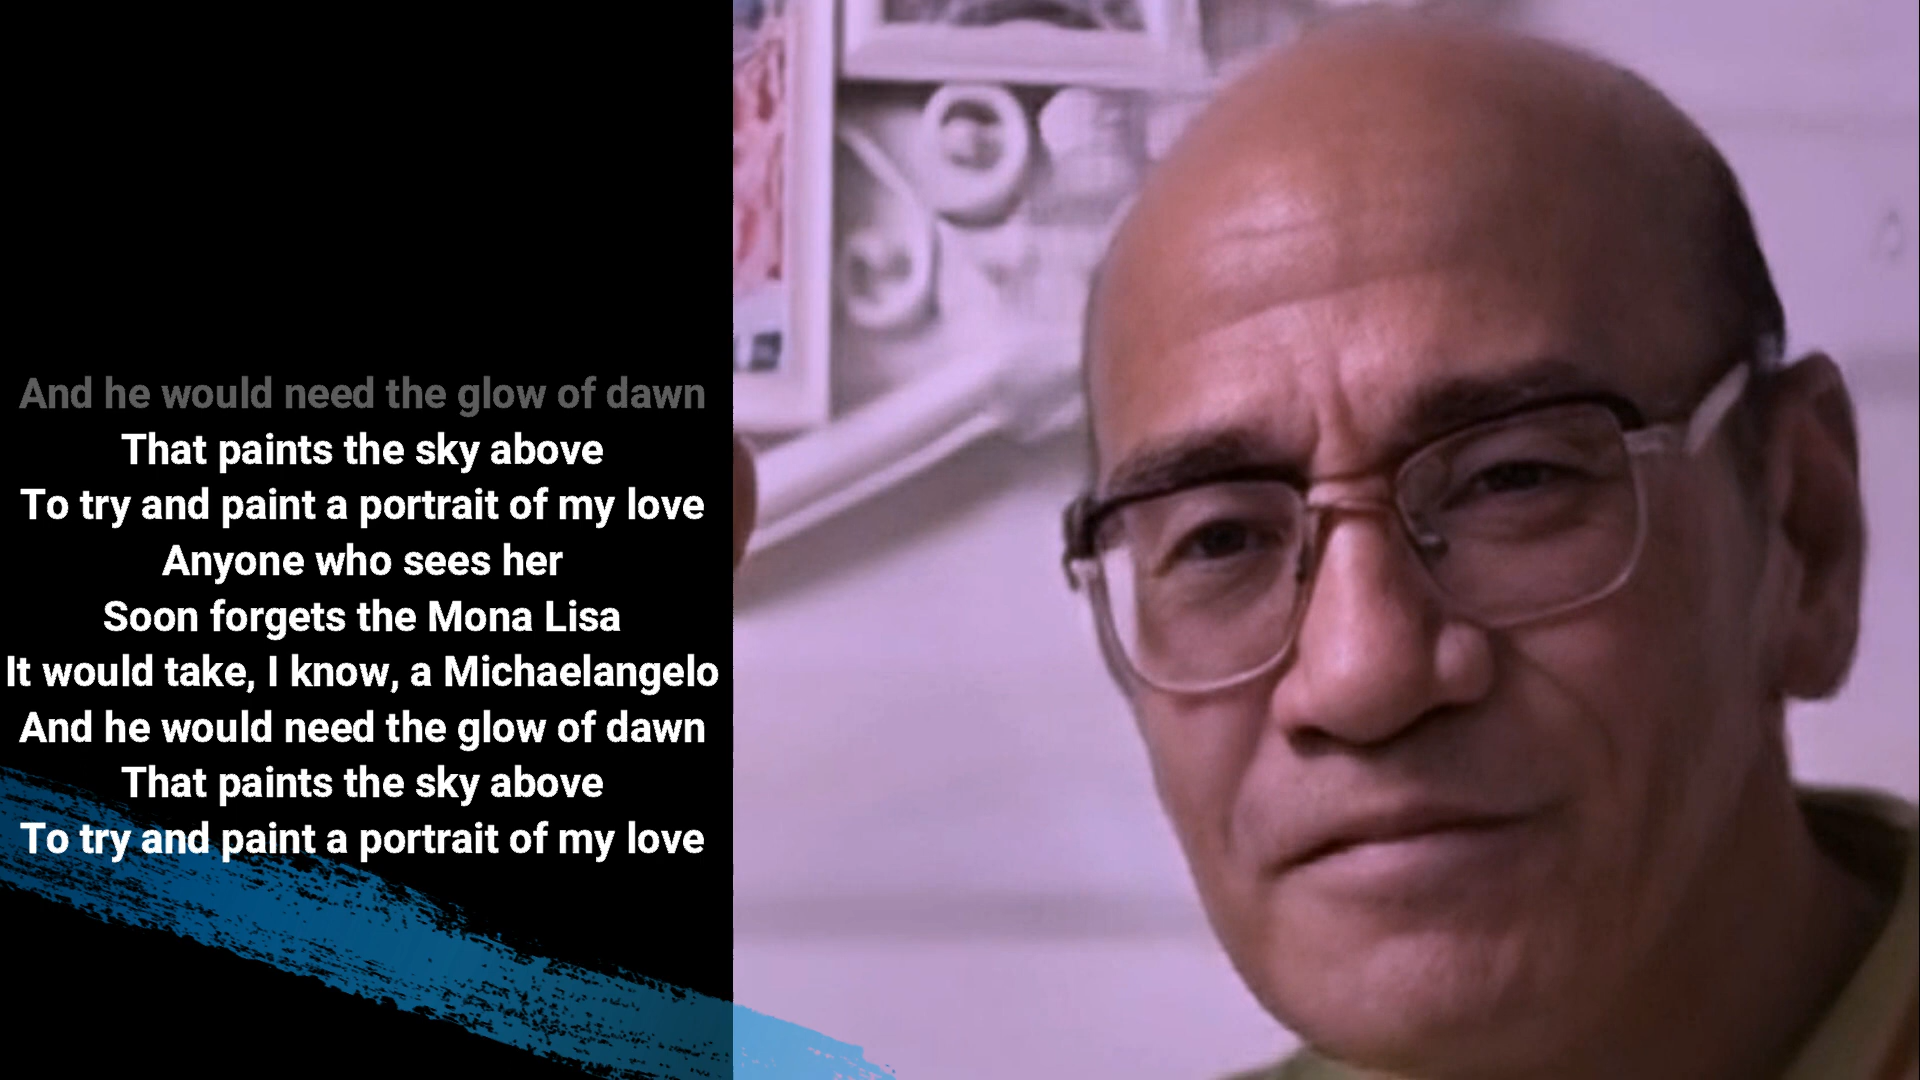 And he would need the glow of dawn
That paints the sky above
To try and paint a portrait of my love
Anyone who sees her
Soon forgets the Mona Lisa
It would take, I know, a Michaelangelo
And he would need the glow of dawn
That paints the sky above
To try and paint a portrait of my love